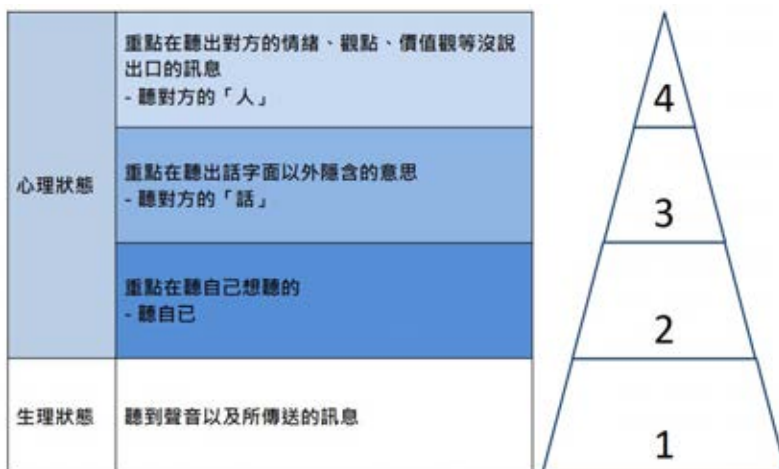 心理狀態
重點在聽出對方的情緒、觀點、價值觀等沒說
出口的訊息
- 聽對方的「人」
重點在聽出話字面以外隱含的意思
- 聽對方的「話」
重點在聽自己想聽的
- 聽自已
生理狀態
聽到聲音以及所傳送的訊息
4
3
2
1